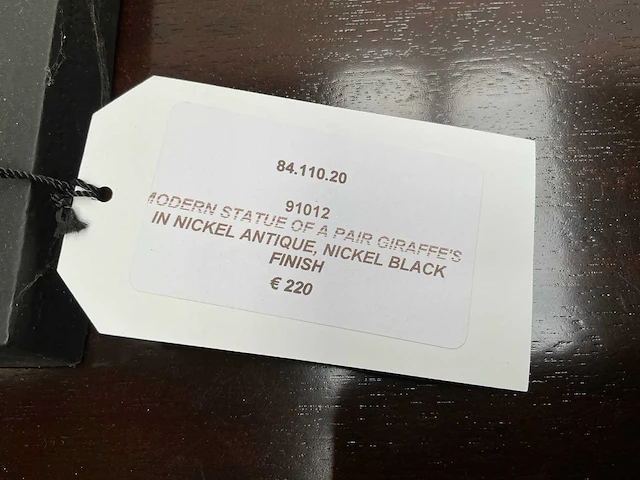 84.110.20
91012
MODERN STATUE OF A PAIR GIRAFFE'S
IN NICKEL ANTIQUE, NICKEL BLACK
FINISH
€ 220